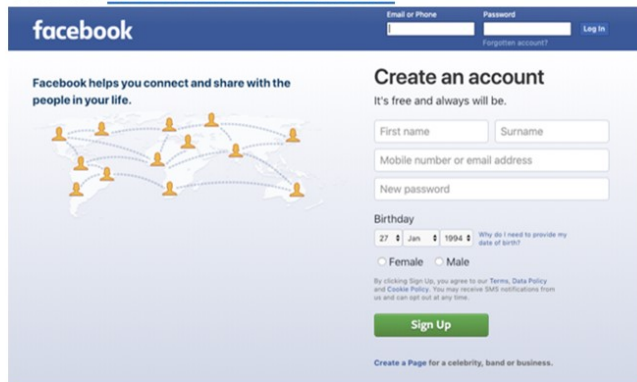 facebook
Email or Phone
Password
Log In
Forgotten account?
Facebook helps you connect and share with the
people in your life.
Create an account
It's free and always will be.
First name
Surname
Mobile number or email address
New password
Birthday
27 Jan 1994
Why do I need to provide my
date of birth?
Female Male
By clicking Sign Up, you agree to our Terms, Data Policy
and Cookie Policy. You may receive SMS notifications from
us and can opt out at any time.
Sign Up
Create a Page for a celebrity, band or business.